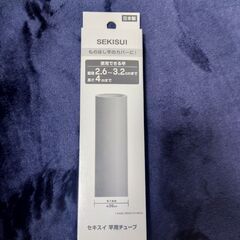 日本製
SEKISUI
ものほし竿のカバーに!
使用できる竿
直径2.6~3.2cmまで
長さ4mまで
セキスイ 竿用チューブ